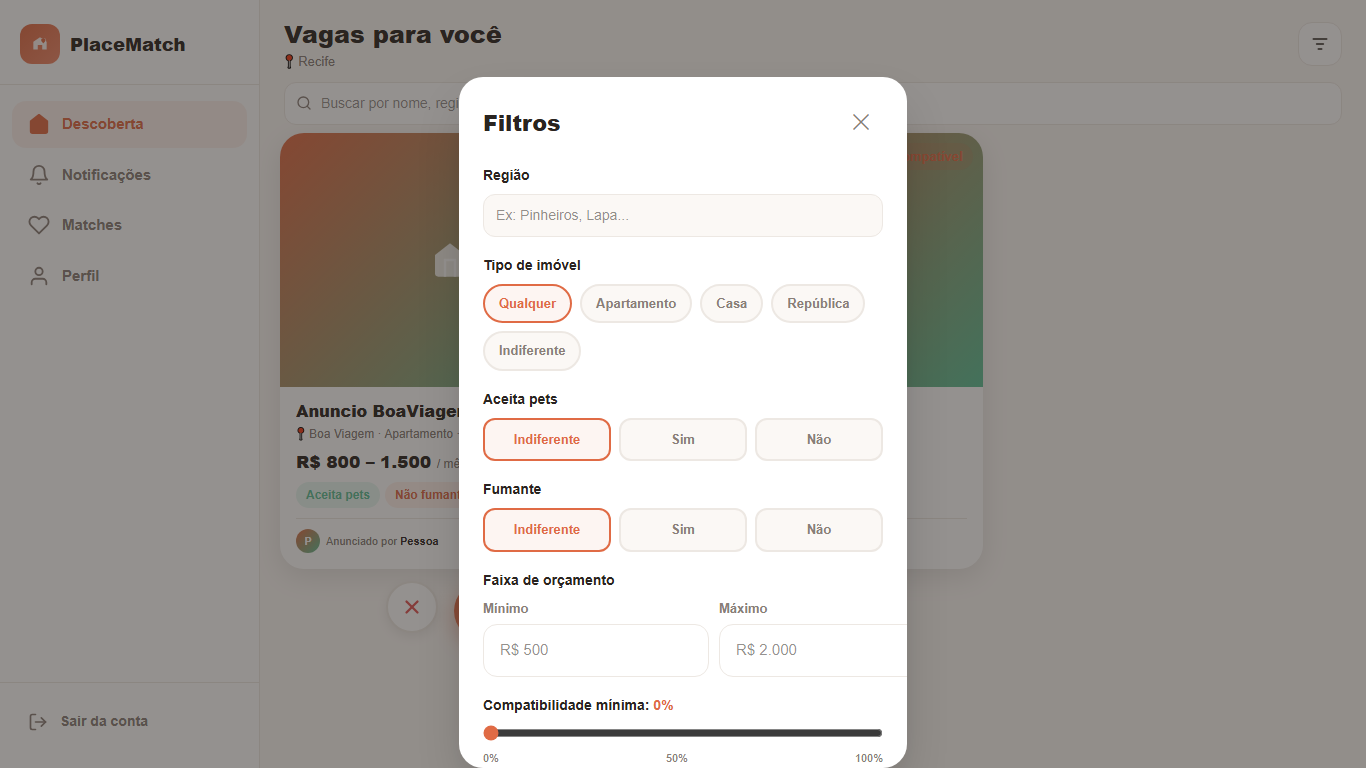 PlaceMatch
Descoberta
Notificações
Matches
Perfil
Sair da conta
Vagas para você
Recife
Buscar por nome, regi
Anuncio BoaViagem
Boa Viagem · Apartamento ·
R$ 800 – 1.500 / mê
Aceita pets
Não fuman
P
Anunciado por Pessoa
Filtros
Região
Ex: Pinheiros, Lapa...
Tipo de imóvel
Qualquer
Apartamento
Casa
República
Indiferente
Aceita pets
Indiferente
Sim
Não
Fumante
Indiferente
Sim
Não
Faixa de orçamento
Mínimo
Máximo
R$ 500
R$ 2.000
Compatibilidade mínima: 0%
0%
50%
100%